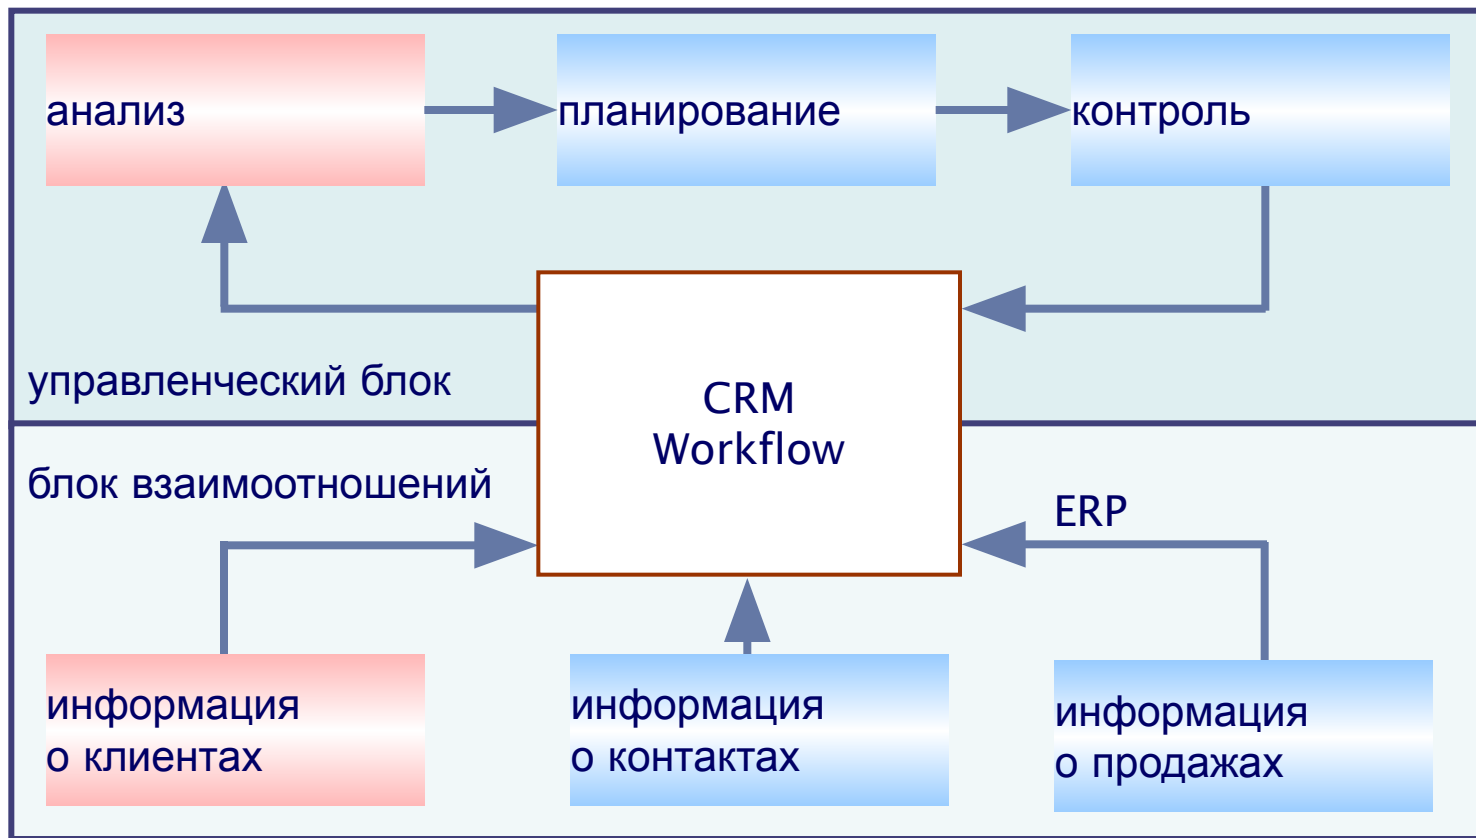 анализ
планирование
контроль
управленческий блок
CRM
Workflow
блок взаимоотношений
ERP
информация
о клиентах
информация
о контактах
информация
о продажах